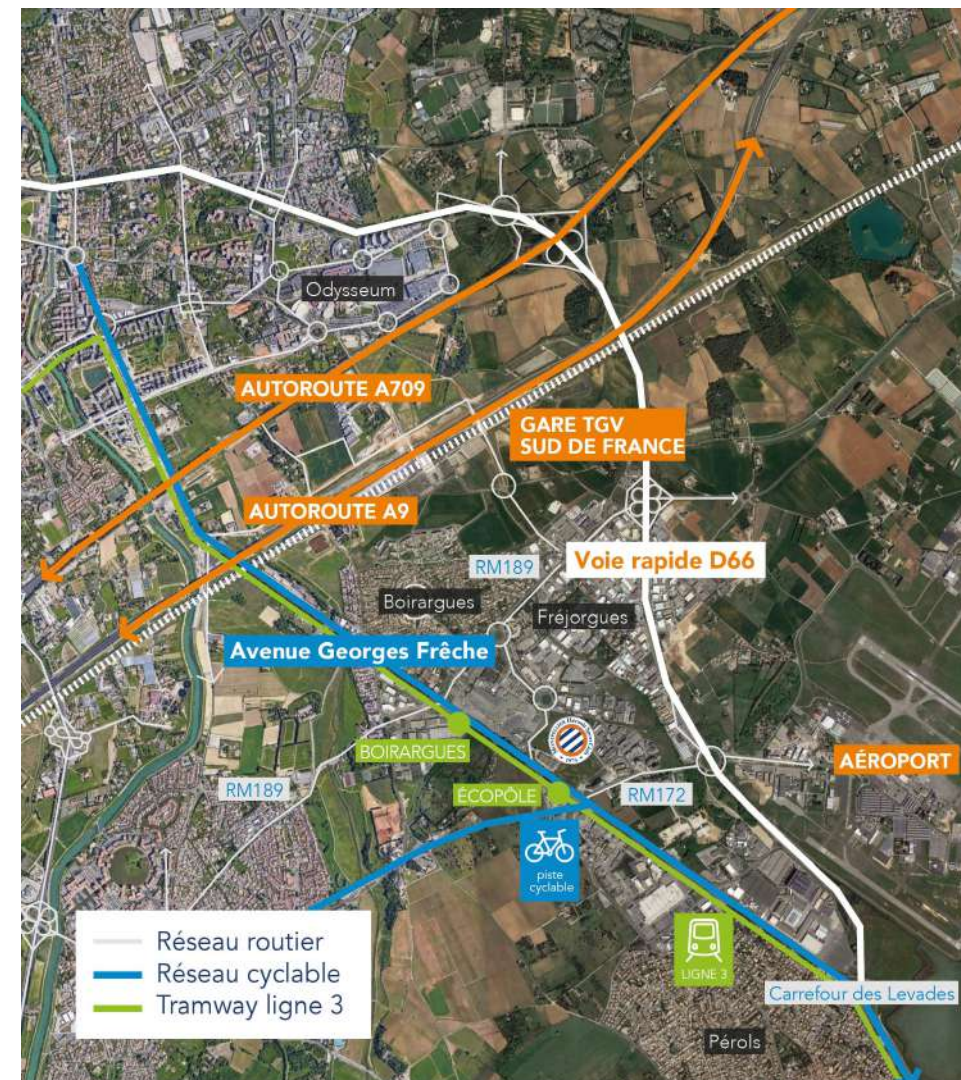 Odysseum
AUTOROUTE A709
GARE TGV
SUD DE FRANCE
AUTOROUTE A9
RM189
Voie rapide D66
Boirargues
Fréjorgues
Avenue Georges Frêche
BOIRARGUES
AÉROPORT
RM189
ÉCOPÔLE
RM172
piste
cyclable
Réseau routier
Réseau cyclable
Tramway ligne 3
LIGNE 3
Carrefour des Levades
Pérols